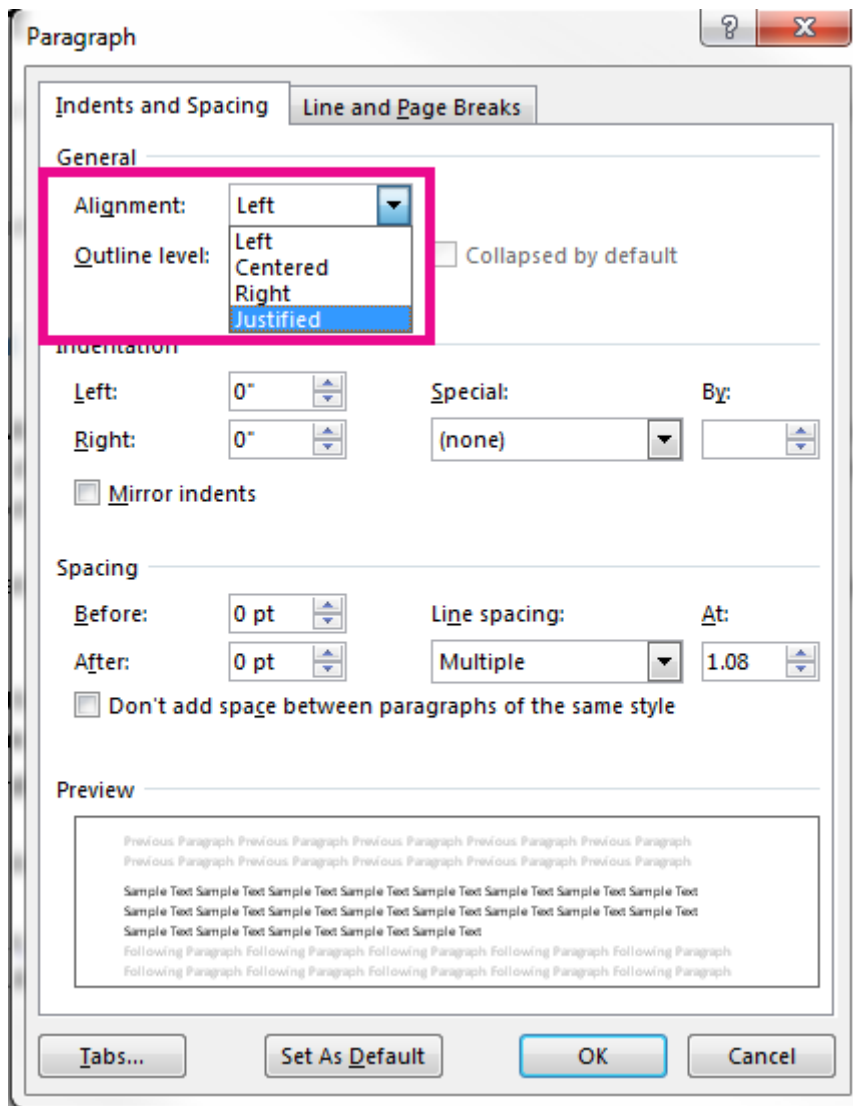 Paragraph
Indents and Spacing
Line and Page Breaks
General
Alignment: Left
Left
Outline level: Collapsed by default
Centered
Right
Justified
Indentation
Left: 0" Special: By:
Right: 0" (none)
Mirror indents
Spacing
Before: 0 pt Line spacing: At:
After: 0 pt Multiple 1.08
Don't add space between paragraphs of the same style
Preview
Previous Paragraph Previous Paragraph Previous Paragraph Previous Paragraph Previous Paragraph
Previous Paragraph Previous Paragraph Previous Paragraph Previous Paragraph Previous Paragraph
Sample Text Sample Text Sample Text Sample Text Sample Text Sample Text Sample Text Sample Text
Sample Text Sample Text Sample Text Sample Text Sample Text Sample Text Sample Text Sample Text
Sample Text Sample Text Sample Text Sample Text Sample Text
Following Paragraph Following Paragraph Following Paragraph Following Paragraph Following Paragraph
Following Paragraph Following Paragraph Following Paragraph Following Paragraph Following Paragraph
Tabs... Set As Default OK Cancel